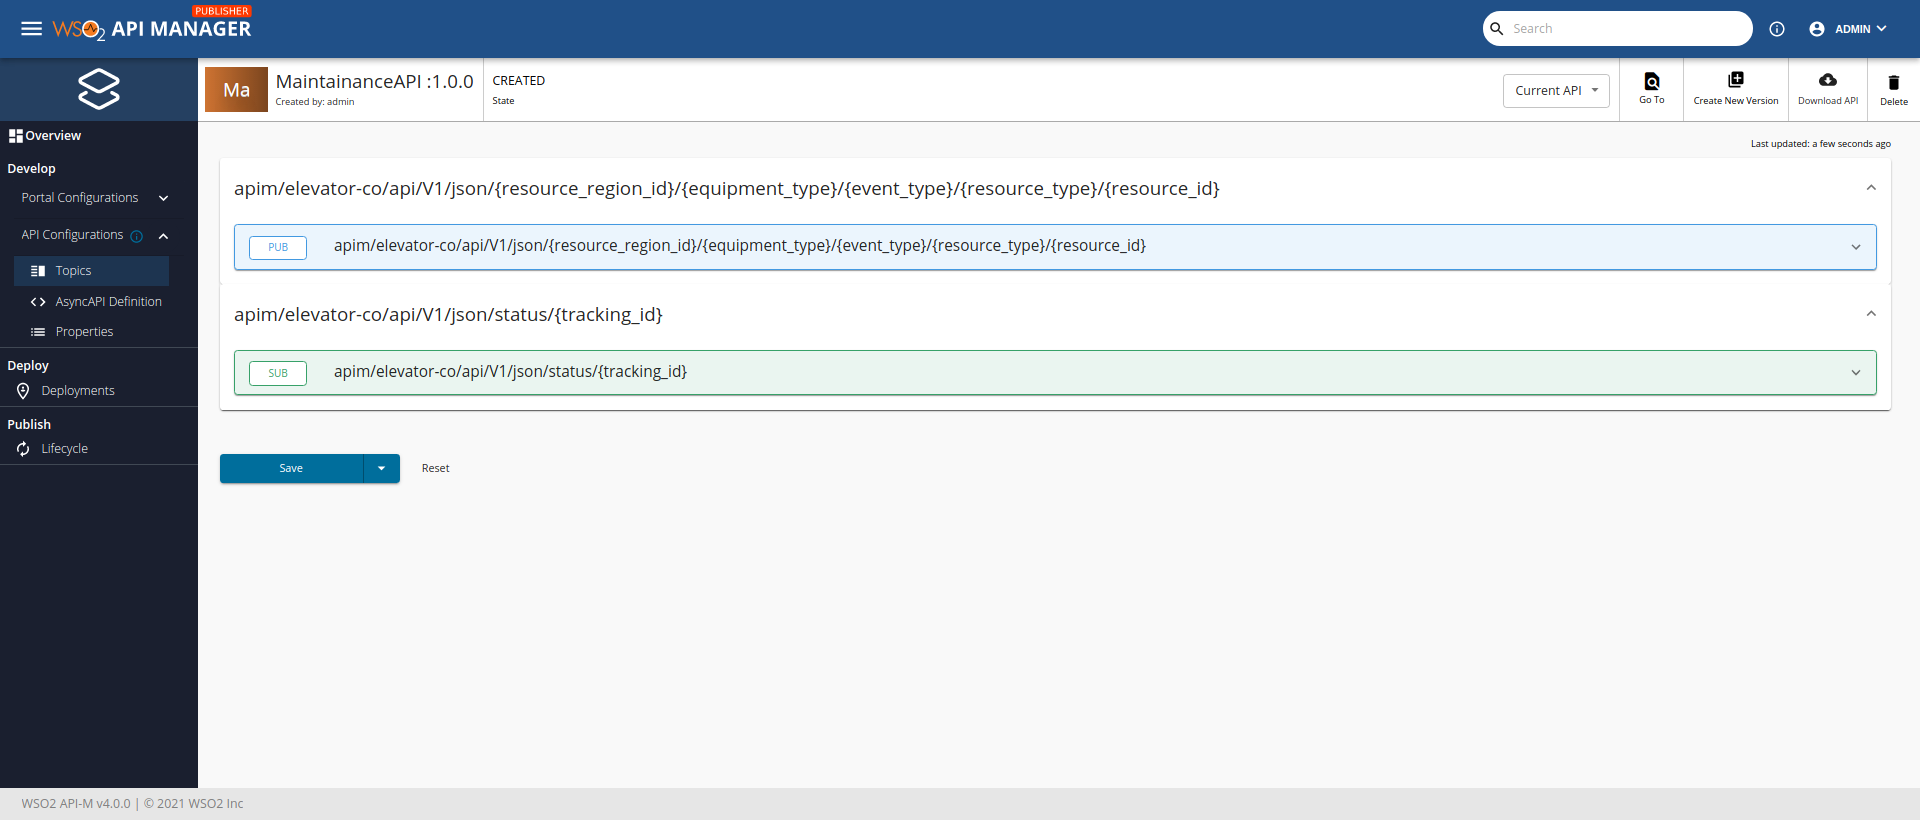 PUBLISHER
WSO2 API MANAGER
Search
ADMIN
Ma
MaintainanceAPI :1.0.0
Created by: admin
CREATED
State
Current API
Go To
Create New Version
Download API
Delete
Overview
Develop
Portal Configurations
API Configurations
Topics
AsyncAPI Definition
Properties
Deploy
Deployments
Publish
Lifecycle
Last updated: a few seconds ago
apim/elevator-co/api/V1/json/{resource_region_id}/{equipment_type}/{event_type}/{resource_type}/{resource_id}
PUB apim/elevator-co/api/V1/json/{resource_region_id}/{equipment_type}/{event_type}/{resource_type}/{resource_id}
apim/elevator-co/api/V1/json/status/{tracking_id}
SUB apim/elevator-co/api/V1/json/status/{tracking_id}
Save
Reset
WSO2 API-M v4.0.0 | © 2021 WSO2 Inc